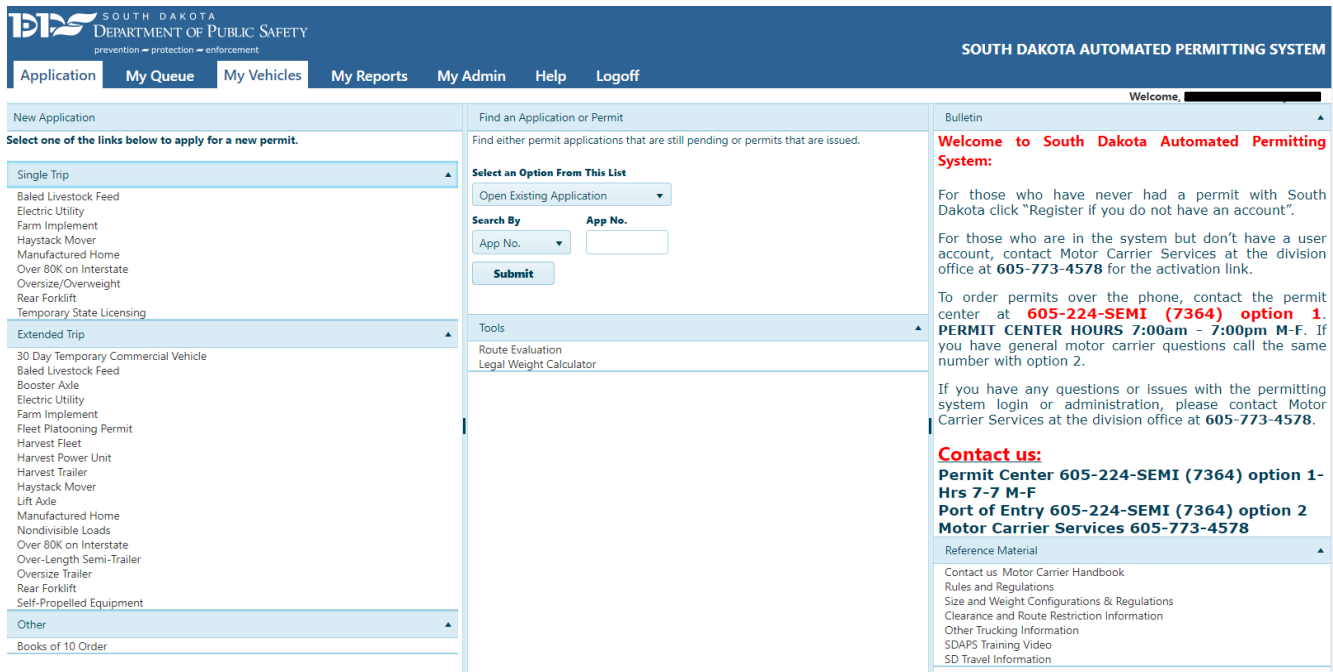 DPS
SOUTH DAKOTA
DEPARTMENT OF PUBLIC SAFETY
prevention ~ protection ~ enforcement
SOUTH DAKOTA AUTOMATED PERMITTING SYSTEM
Application My Queue My Vehicles My Reports My Admin Help Logoff
Welcome,
New Application
Select one of the links below to apply for a new permit.
Single Trip
Baled Livestock Feed
Electric Utility
Farm Implement
Haystack Mover
Manufactured Home
Over 80K on Interstate
Oversize/Overweight
Rear Forklift
Temporary State Licensing
Extended Trip
30 Day Temporary Commercial Vehicle
Baled Livestock Feed
Booster Axle
Electric Utility
Farm Implement
Fleet Platooning Permit
Harvest Fleet
Harvest Power Unit
Harvest Trailer
Haystack Mover
Lift Axle
Manufactured Home
Nondivisible Loads
Over 80K on Interstate
Over-Length Semi-Trailer
Oversize Trailer
Rear Forklift
Self-Propelled Equipment
Other
Books of 10 Order
Find an Application or Permit
Find either permit applications that are still pending or permits that are issued.
Select an Option From This List
Open Existing Application
Search By App No.
App No.
Submit
Tools
Route Evaluation
Legal Weight Calculator
Bulletin
Welcome to South Dakota Automated Permitting
System:
For those who have never had a permit with South
Dakota click “Register if you do not have an account”.
For those who are in the system but don’t have a user
account, contact Motor Carrier Services at the division
office at 605-773-4578 for the activation link.
To order permits over the phone, contact the permit
center at 605-224-SEMI (7364) option 1.
PERMIT CENTER HOURS 7:00am - 7:00pm M-F. If
you have general motor carrier questions call the same
number with option 2.
If you have any questions or issues with the permitting
system login or administration, please contact Motor
Carrier Services at the division office at 605-773-4578.
Contact us:
Permit Center 605-224-SEMI (7364) option 1-
Hrs 7-7 M-F
Port of Entry 605-224-SEMI (7364) option 2
Motor Carrier Services 605-773-4578
Reference Material
Contact us Motor Carrier Handbook
Rules and Regulations
Size and Weight Configurations & Regulations
Clearance and Route Restriction Information
Other Trucking Information
SDAPS Training Video
SD Travel Information